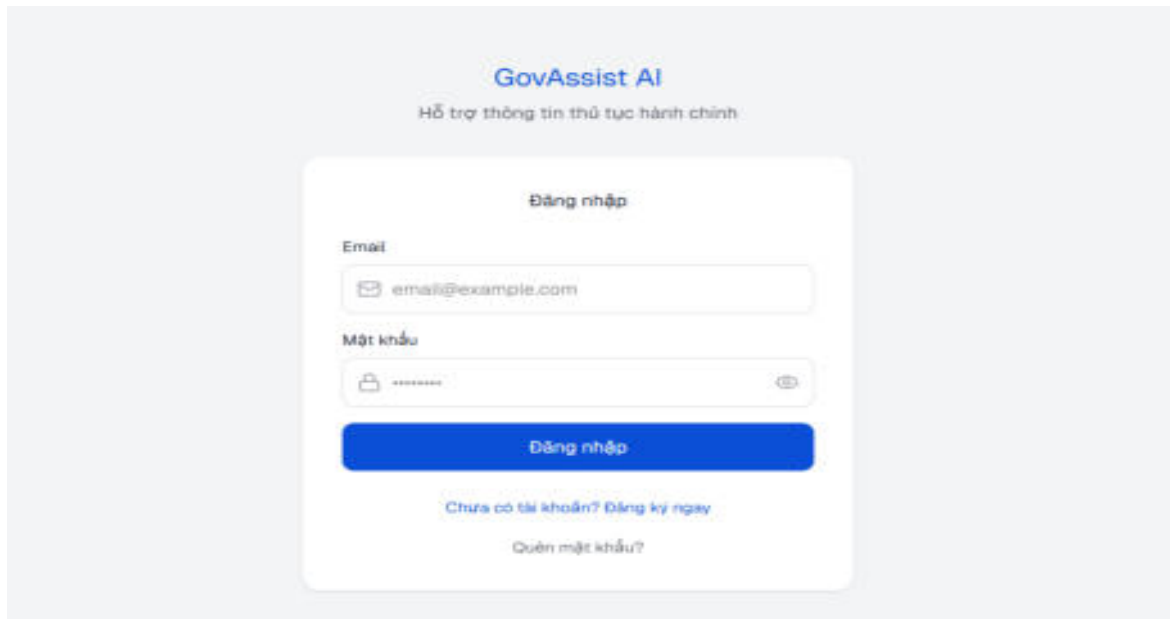 GovAssist AI
Hỗ trợ thông tin thủ tục hành chính
Đăng nhập
Email
email@example.com
Mật khẩu
••••••••
Đăng nhập
Chưa có tài khoản? Đăng ký ngay
Quên mật khẩu?